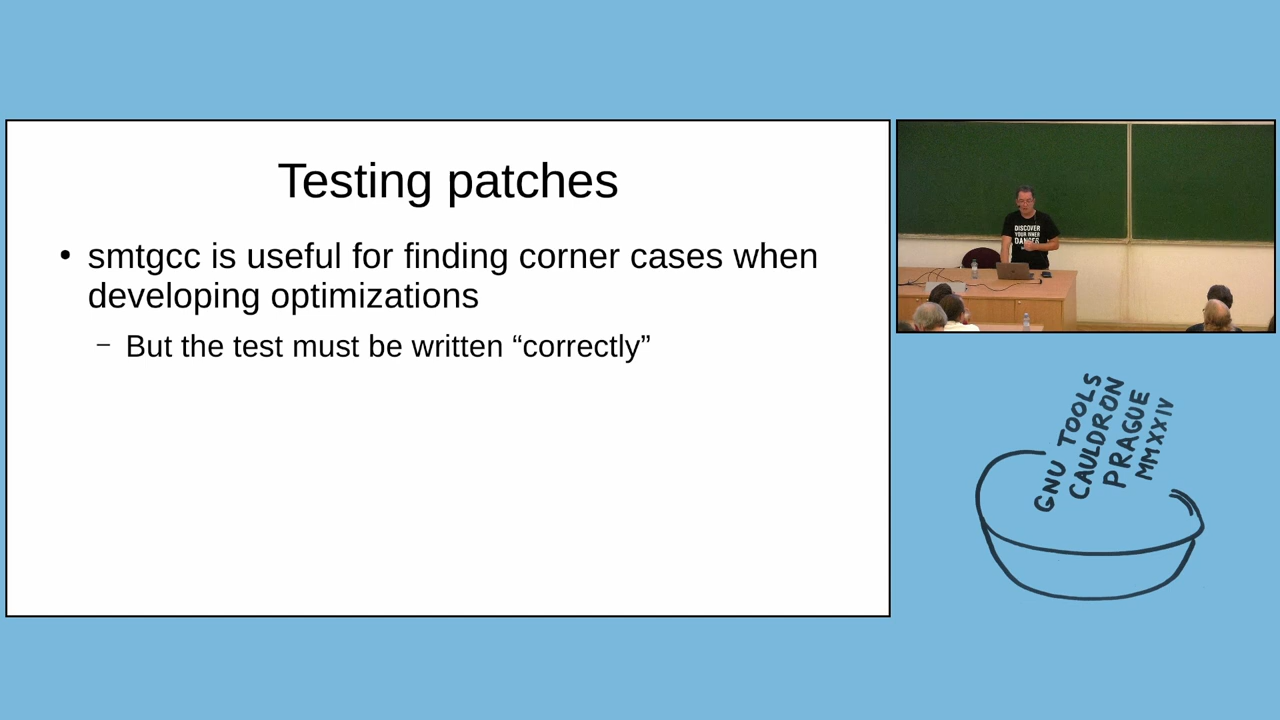 Testing patches
• smtgcc is useful for finding corner cases when
developing optimizations
– But the test must be written “correctly”
DISCOVER
YOUR INNER
DANGER
GNU TOOLS
CAULDRON
PRAGUE
MMXXIV